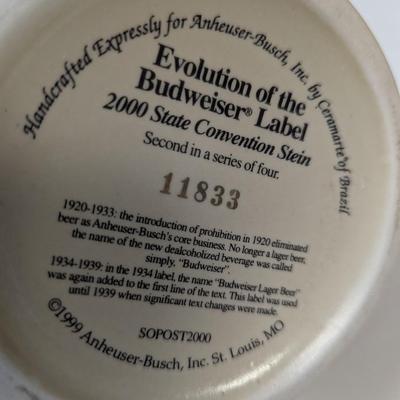 Handcrafted Expressly for Anheuser-Busch, Inc. by Ceramarte of Brazil
Evolution of the
Budweiser® Label
2000 State Convention Stein
Second in a series of four.
11833
1920-1933: the introduction of prohibition in 1920 eliminated
beer as Anheuser-Busch's core business. No longer a lager beer,
the name of the new dealcoholized beverage was called
simply, "Budweiser".
1934-1939: in the 1934 label, the name "Budweiser Lager Beer"
was again added to the first line of the text. This label was used
until 1939 when significant text changes were made.
SOPOST2000
©1999 Anheuser-Busch, Inc. St. Louis, MO